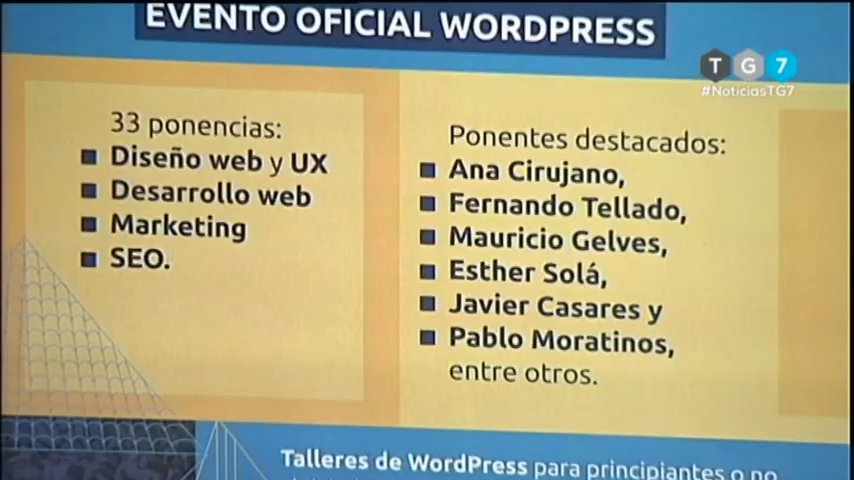 EVENTO OFICIAL WORDPRESS
TG7
#NoticiasTG7
33 ponencias:
Diseño web y UX
Desarrollo web
Marketing
SEO.
Ponentes destacados:
Ana Cirujano,
Fernando Tellado,
Mauricio Gelves,
Esther Solá,
Javier Casares y
Pablo Moratinos,
entre otros.
Talleres de WordPress para principiantes o no